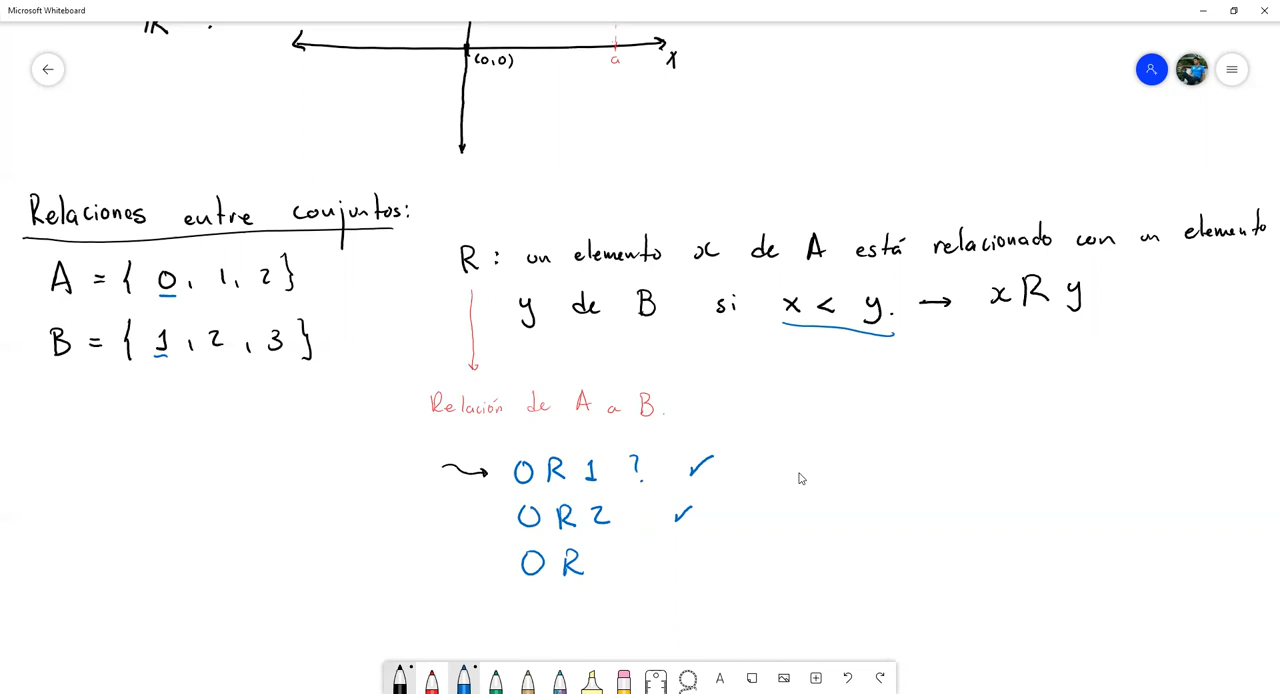 Microsoft Whiteboard
(0,0)
a
x
Relaciones entre conjuntos:
A = { 0, 1, 2 }
B = { 1, 2, 3 }
R: un elemento x de A está relacionado con un elemento
y de B si x < y. → x R y
Relación de A a B.
0 R 1 ? ✓
0 R 2 ✓
0 R
A